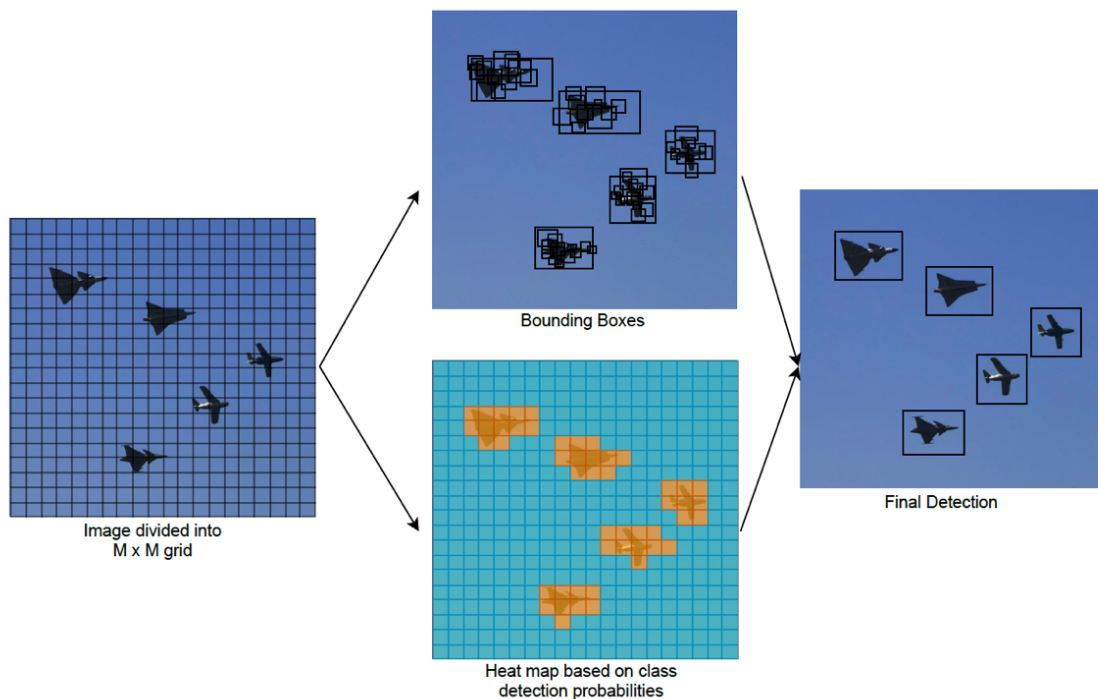 Image divided into
M x M grid
Bounding Boxes
Heat map based on class
detection probabilities
Final Detection